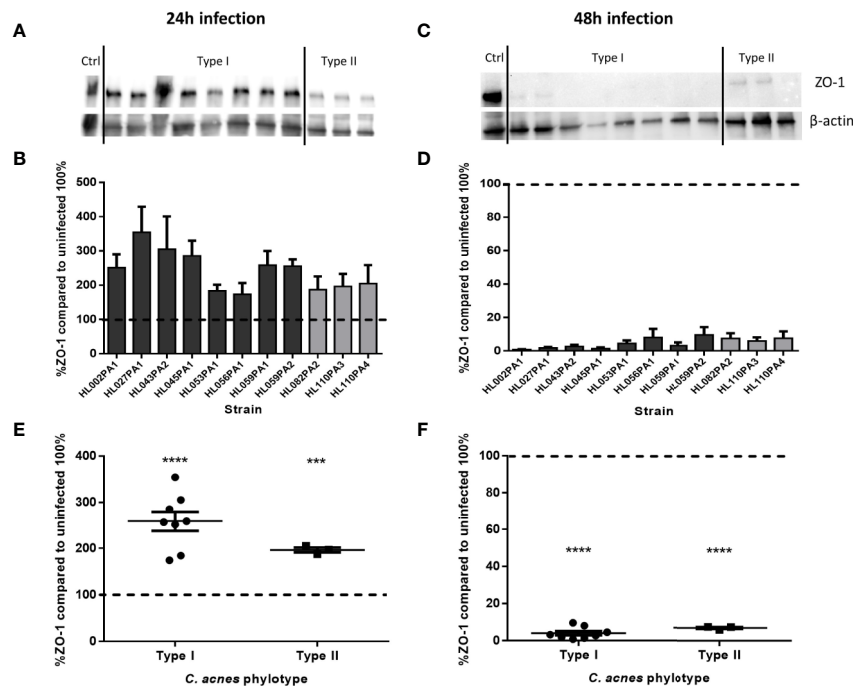 24h infection
48h infection
A
Ctrl
Type I
Type II
C
Ctrl
Type I
Type II
ZO-1
β-actin
B
%ZO-1 compared to uninfected 100%
500
400
300
200
100
0
HL002PA1
HL027PA1
HL043PA2
HL045PA1
HL053PA1
HL056PA1
HL059PA1
HL059PA2
HL082PA2
HL110PA3
HL110PA4
Strain
D
%ZO-1 compared to uninfected 100%
100
80
60
40
20
0
HL002PA1
HL027PA1
HL043PA2
HL045PA1
HL053PA1
HL056PA1
HL059PA1
HL059PA2
HL082PA2
HL110PA3
HL110PA4
Strain
E
%ZO-1 compared to uninfected 100%
400
300
200
100
0
****
***
Type I
Type II
C. acnes phylotype
F
%ZO-1 compared to uninfected 100%
100
80
60
40
20
0
****
****
Type I
Type II
C. acnes phylotype